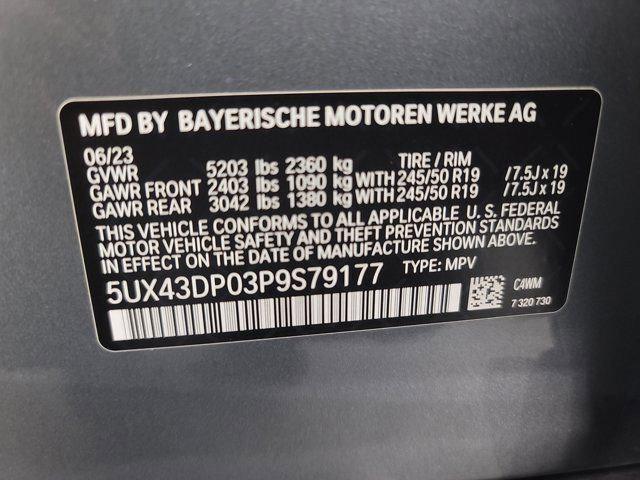 MFD BY BAYERISCHE MOTOREN WERKE AG
06/23 TIRE / RIM
GVWR 5203 lbs 2360 kg
GAWR FRONT 2403 lbs 1090 kg WITH 245/50 R19 /7.5J x 19
GAWR REAR 3042 lbs 1380 kg WITH 245/50 R19 /7.5J x 19
THIS VEHICLE CONFORMS TO ALL APPLICABLE U. S. FEDERAL
MOTOR VEHICLE SAFETY AND THEFT PREVENTION STANDARDS
IN EFFECT ON THE DATE OF MANUFACTURE SHOWN ABOVE.
5UX43DP03P9S79177 TYPE: MPV
C4WM
7 320 730